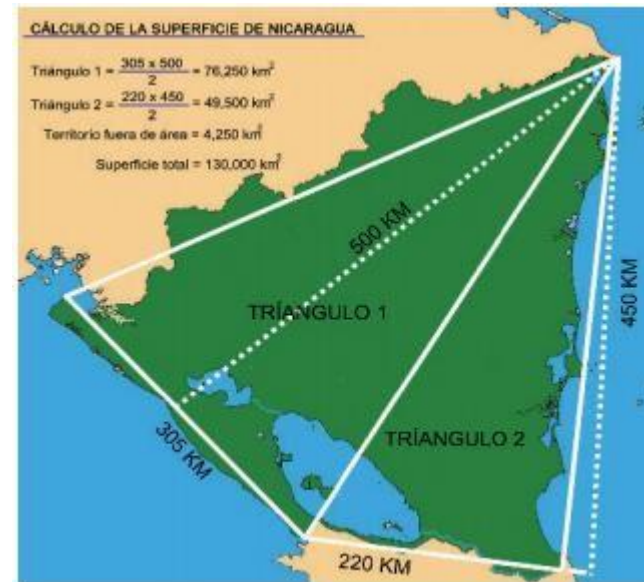 CÁLCULO DE LA SUPERFICIE DE NICARAGUA
Triángulo 1 = 305 x 500 / 2 = 76,250 km²
Triángulo 2 = 220 x 450 / 2 = 49,500 km²
Territorio fuera de área = 4,250 km²
Superficie total = 130,000 km²
500 KM
450 KM
TRÍANGULO 1
305 KM
TRÍANGULO 2
220 KM